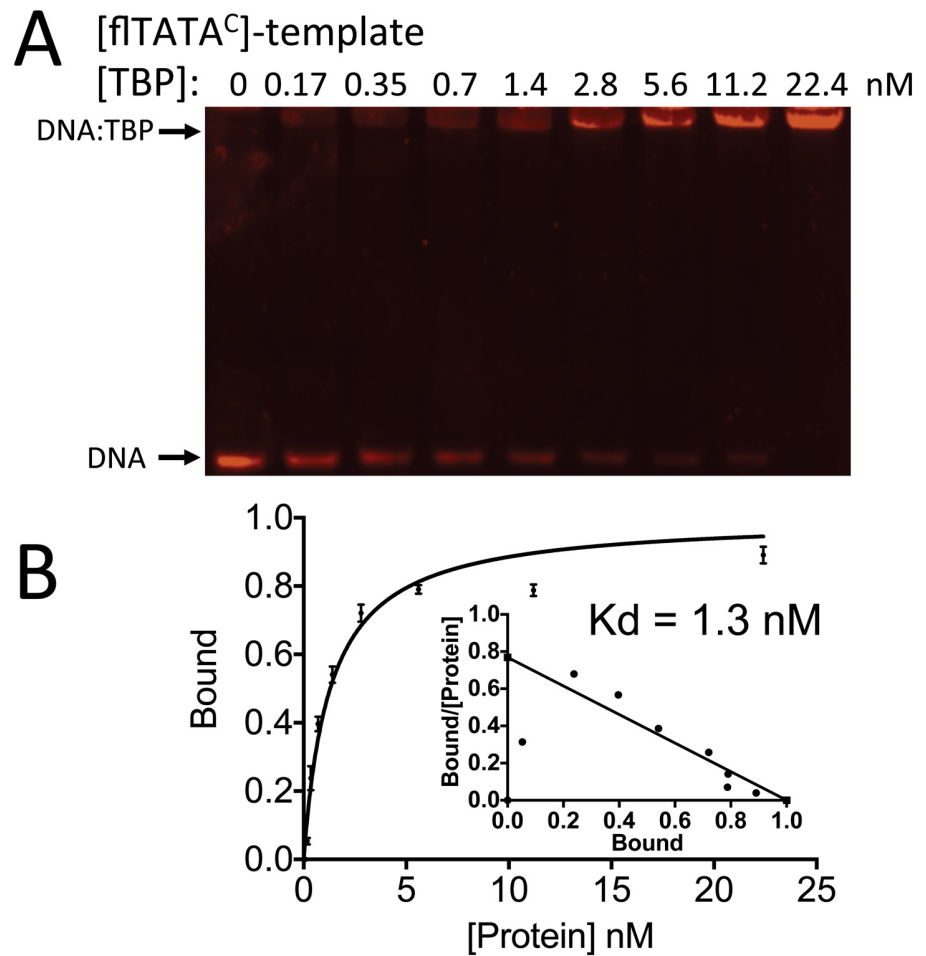 A
[flTATAᶜ]-template
[TBP]: 0 0.17 0.35 0.7 1.4 2.8 5.6 11.2 22.4 nM
DNA:TBP
DNA
B
1.0
0.8
0.6
0.4
0.2
0.0
Bound
0 5 10 15 20 25
[Protein] nM
Kd = 1.3 nM
1.0
0.8
0.6
0.4
0.2
0.0
Bound/[Protein]
0.0 0.2 0.4 0.6 0.8 1.0
Bound